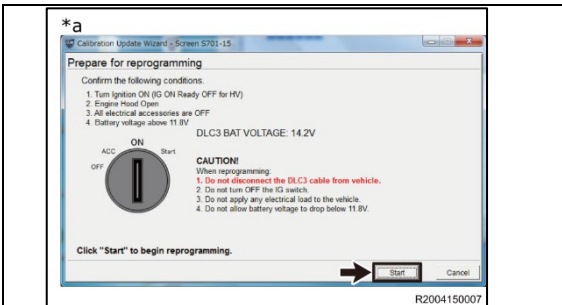 *a
Calibration Update Wizard - Screen S701-15
Prepare for reprogramming
Confirm the following conditions.
1. Turn Ignition ON (IG ON Ready OFF for HV)
2. Engine Hood Open
3. All electrical accessories are OFF
4. Battery voltage above 11.8V
DLC3 BAT VOLTAGE: 14.2V
ON
ACC
Start
OFF
CAUTION!
When reprogramming:
1. Do not disconnect the DLC3 cable from vehicle.
2. Do not turn OFF the IG switch.
3. Do not apply any electrical load to the vehicle.
4. Do not allow battery voltage to drop below 11.8V.
Click "Start" to begin reprogramming.
Start
Cancel
R2004150007